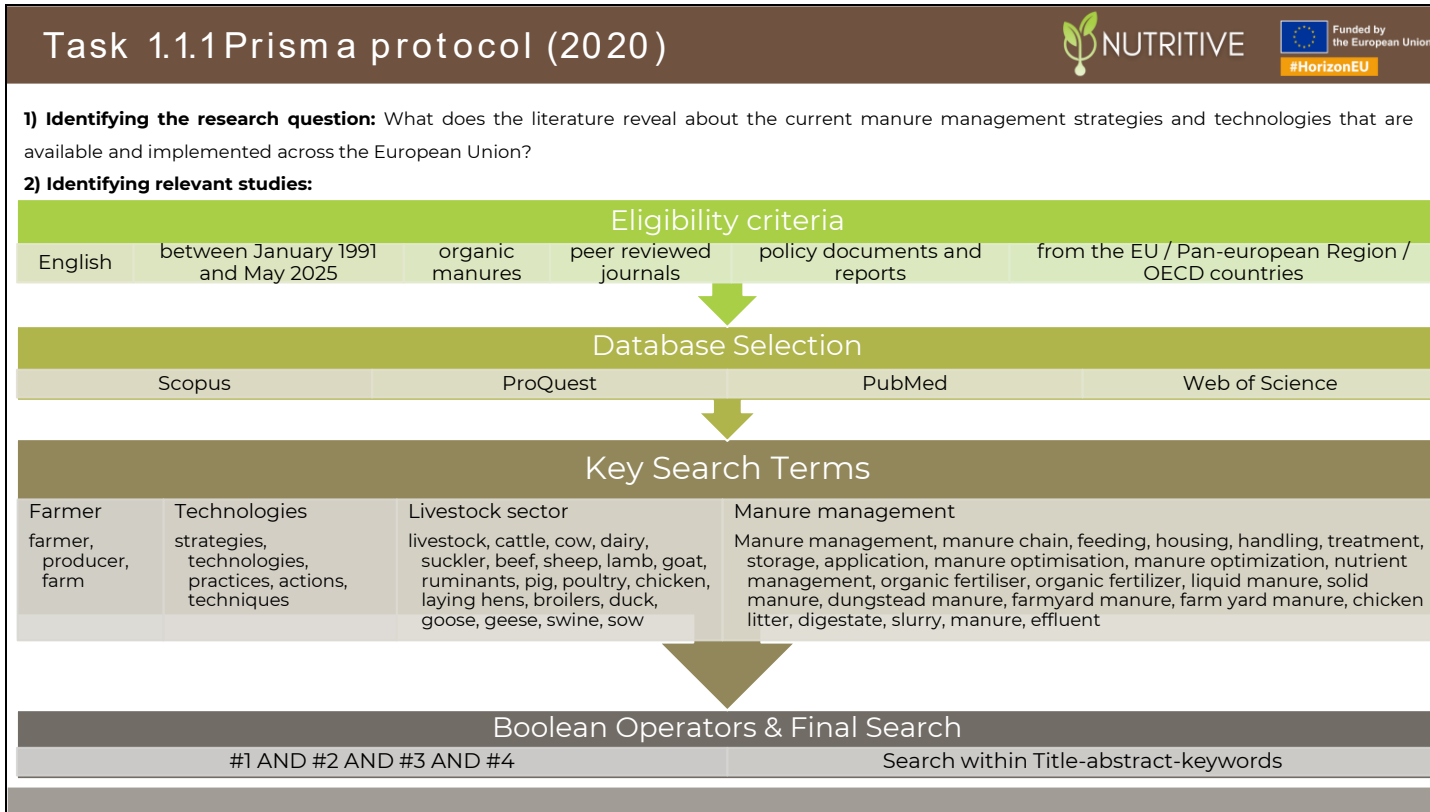 Task 1.1.1 Prisma protocol (2020)
NUTRITIVE
Funded by
the European Union
#HorizonEU
1) Identifying the research question: What does the literature reveal about the current manure management strategies and technologies that are
available and implemented across the European Union?
2) Identifying relevant studies:
Eligibility criteria
English
between January 1991
and May 2025
organic
manures
peer reviewed
journals
policy documents and
reports
from the EU / Pan-european Region /
OECD countries
Database Selection
Scopus
ProQuest
PubMed
Web of Science
Key Search Terms
Farmer
farmer,
producer,
farm
Technologies
strategies,
technologies,
practices, actions,
techniques
Livestock sector
livestock, cattle, cow, dairy,
suckler, beef, sheep, lamb, goat,
ruminants, pig, poultry, chicken,
laying hens, broilers, duck,
goose, geese, swine, sow
Manure management
Manure management, manure chain, feeding, housing, handling, treatment,
storage, application, manure optimisation, manure optimization, nutrient
management, organic fertiliser, organic fertilizer, liquid manure, solid
manure, dungstead manure, farmyard manure, farm yard manure, chicken
litter, digestate, slurry, manure, effluent
Boolean Operators & Final Search
#1 AND #2 AND #3 AND #4
Search within Title-abstract-keywords